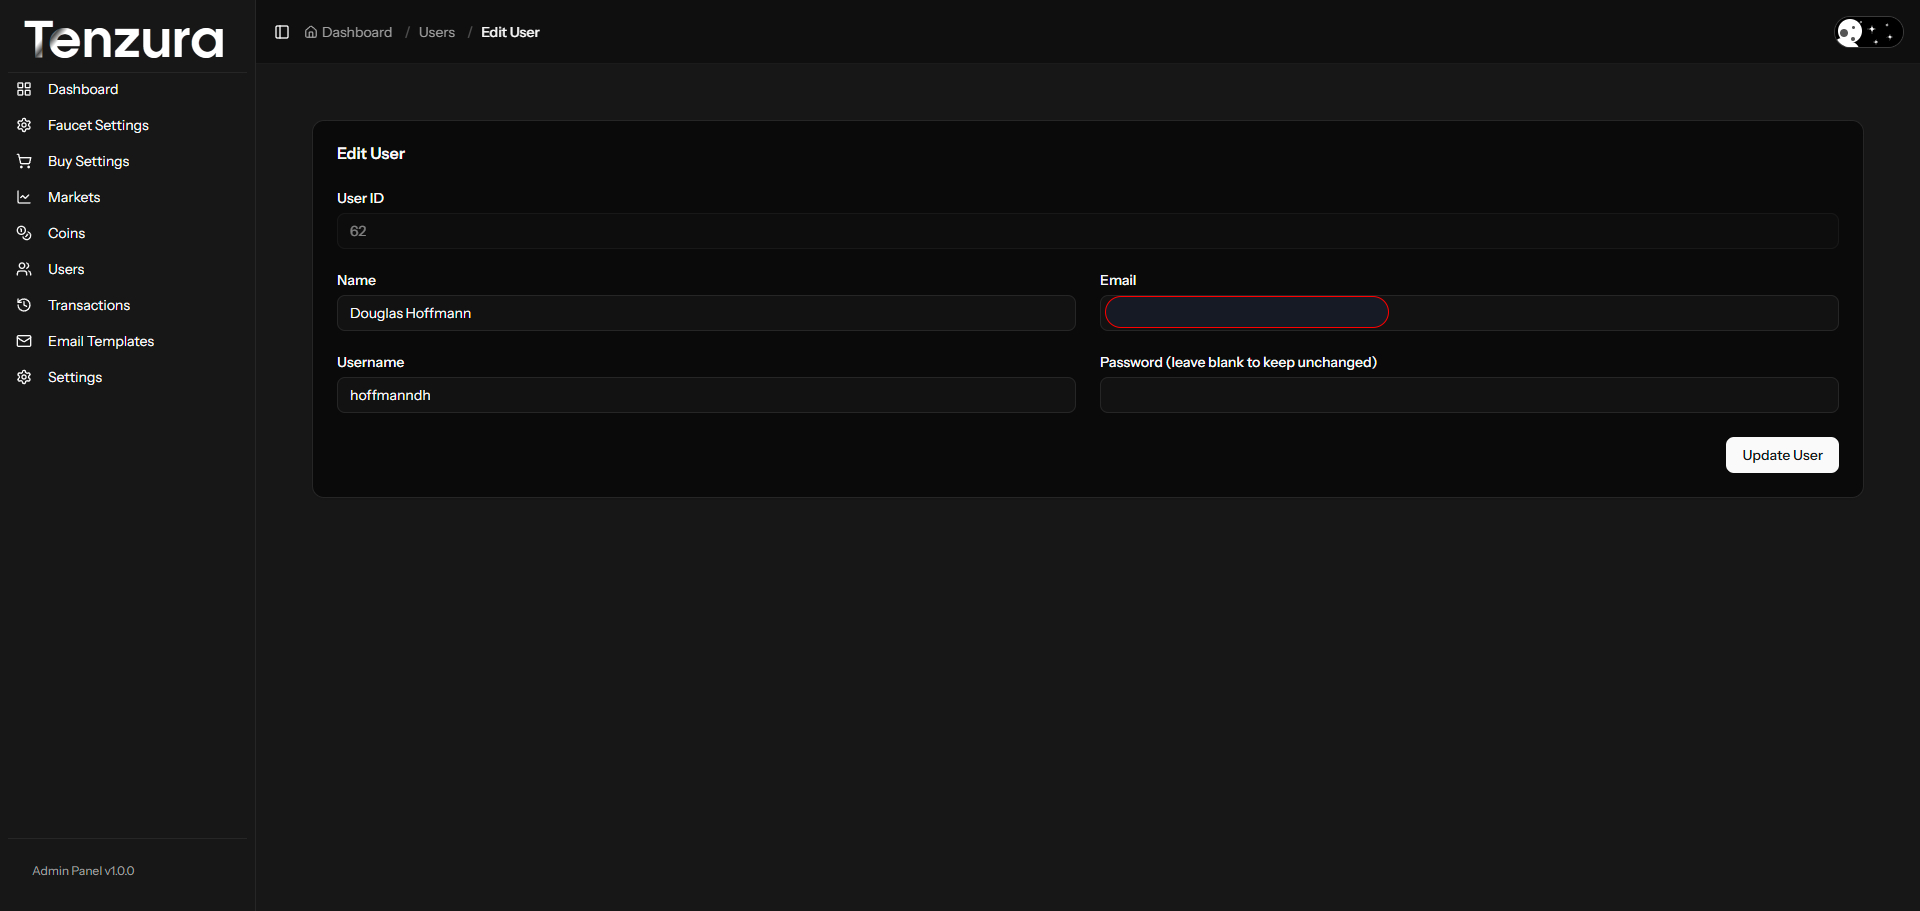 Tenzura
Dashboard
Faucet Settings
Buy Settings
Markets
Coins
Users
Transactions
Email Templates
Settings
Admin Panel v1.0.0
Dashboard / Users / Edit User
Edit User
User ID
62
Name
Douglas Hoffmann
Email
Username
hoffmanndh
Password (leave blank to keep unchanged)
Update User